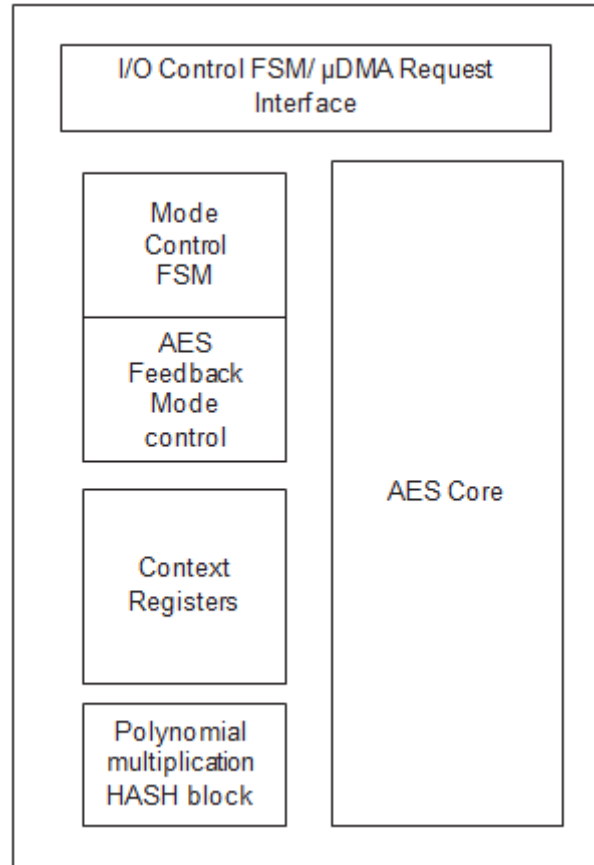 I/O Control FSM/ µDMA Request
Interface
Mode
Control
FSM
AES
Feedback
Mode
control
Context
Registers
Polynomial
multiplication
HASH block
AES Core